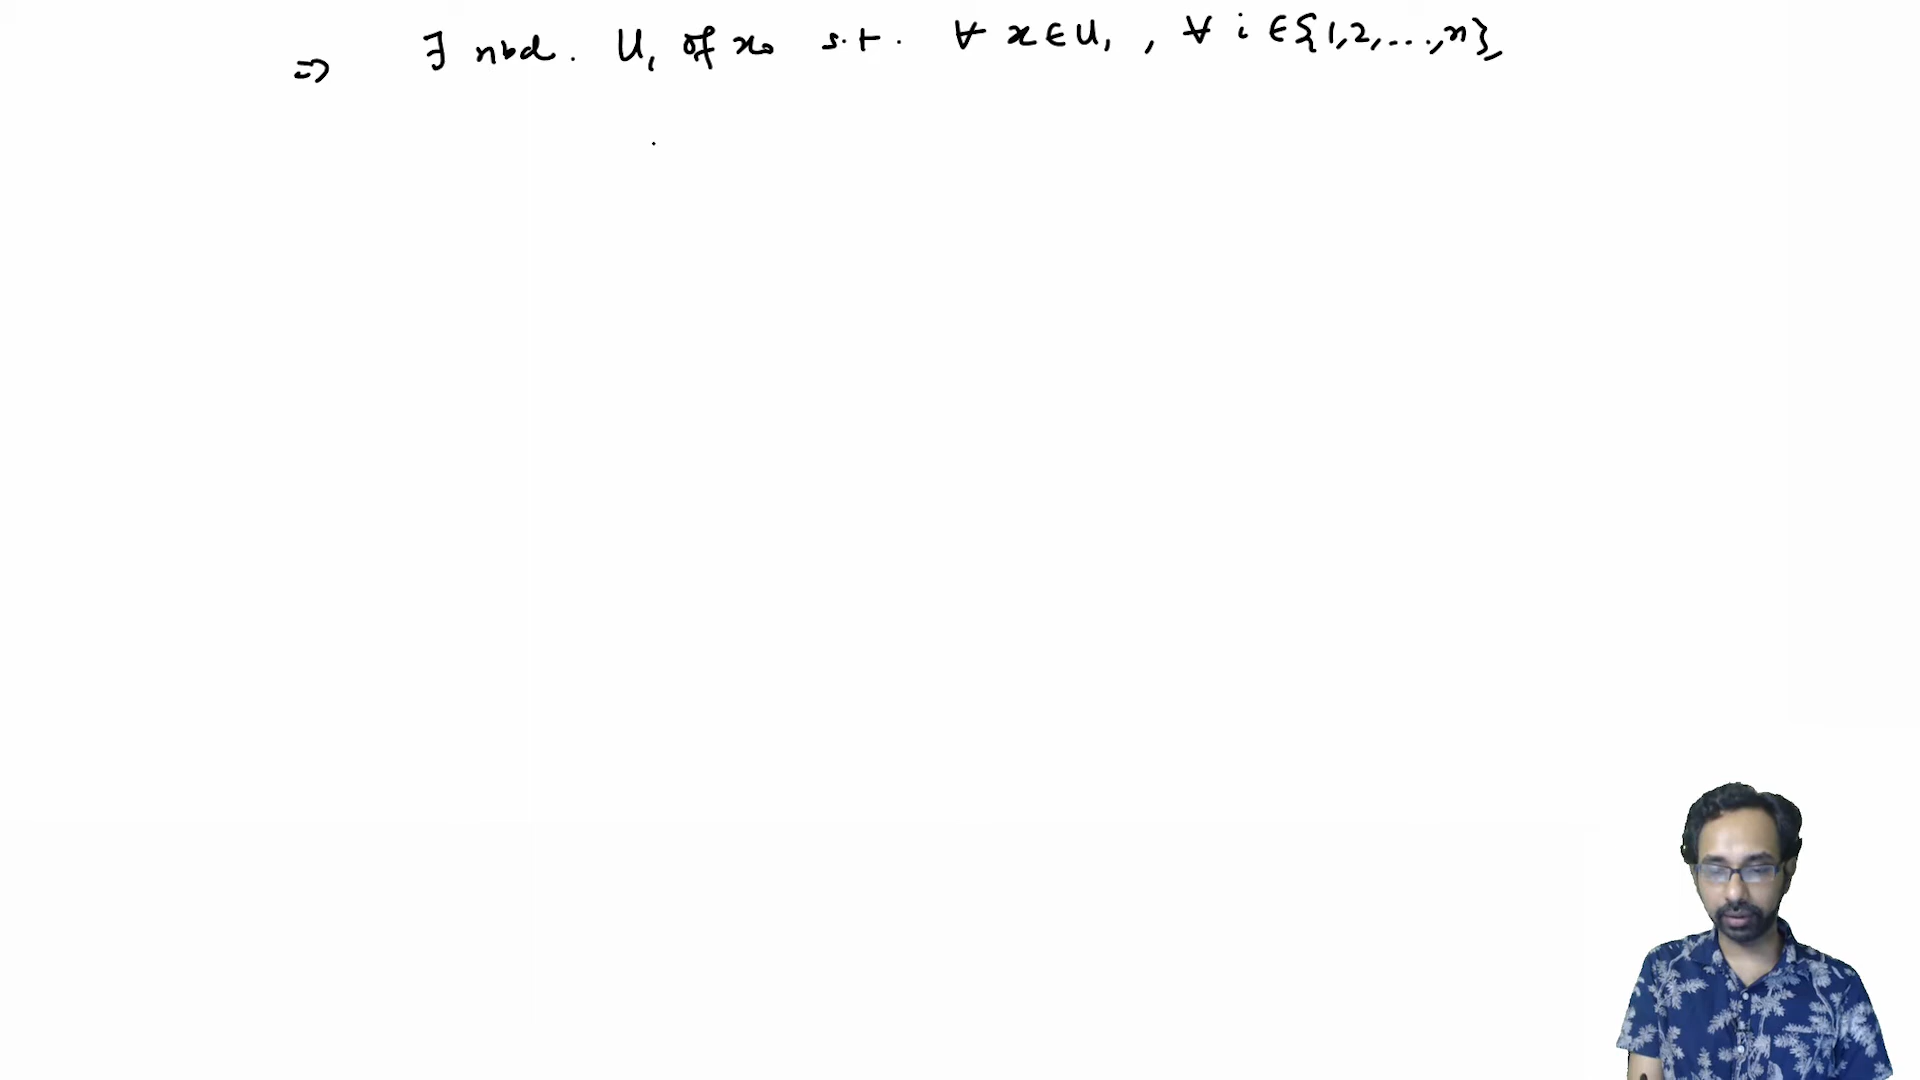 ⇒ ∃ nbd. U₁ of x₀ s.t. ∀ x ∈ U₁ , ∀ i ∈ {1,2,...,n},